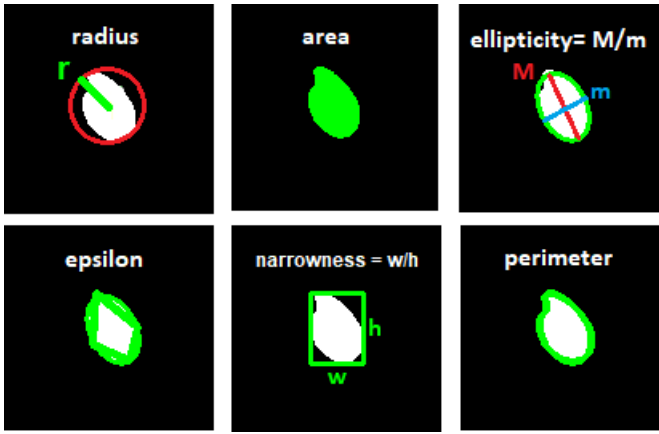 radius
r
area
ellipticity= M/m
M
m
epsilon
narrowness = w/h
h
w
perimeter